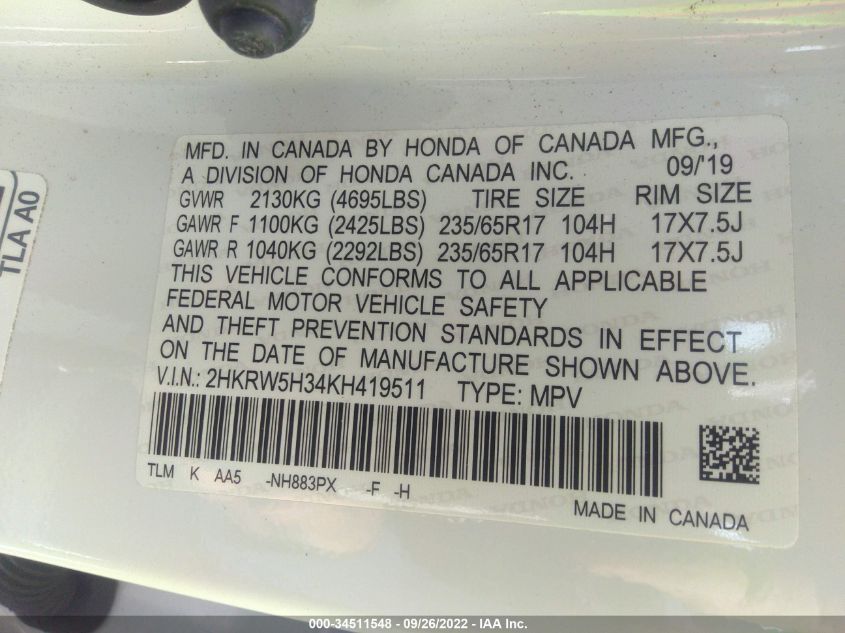 MFD. IN CANADA BY HONDA OF CANADA MFG.,
A DIVISION OF HONDA CANADA INC. 09/'19
GVWR 2130KG (4695LBS) TIRE SIZE RIM SIZE
GAWR F 1100KG (2425LBS) 235/65R17 104H 17X7.5J
GAWR R 1040KG (2292LBS) 235/65R17 104H 17X7.5J
THIS VEHICLE CONFORMS TO ALL APPLICABLE
FEDERAL MOTOR VEHICLE SAFETY
AND THEFT PREVENTION STANDARDS IN EFFECT
ON THE DATE OF MANUFACTURE SHOWN ABOVE.
V.I.N.: 2HKRW5H34KH419511 TYPE: MPV
TLM K AA5 -NH883PX -F -H
MADE IN CANADA
TLA A0
000-34511548 - 09/26/2022 - IAA Inc.